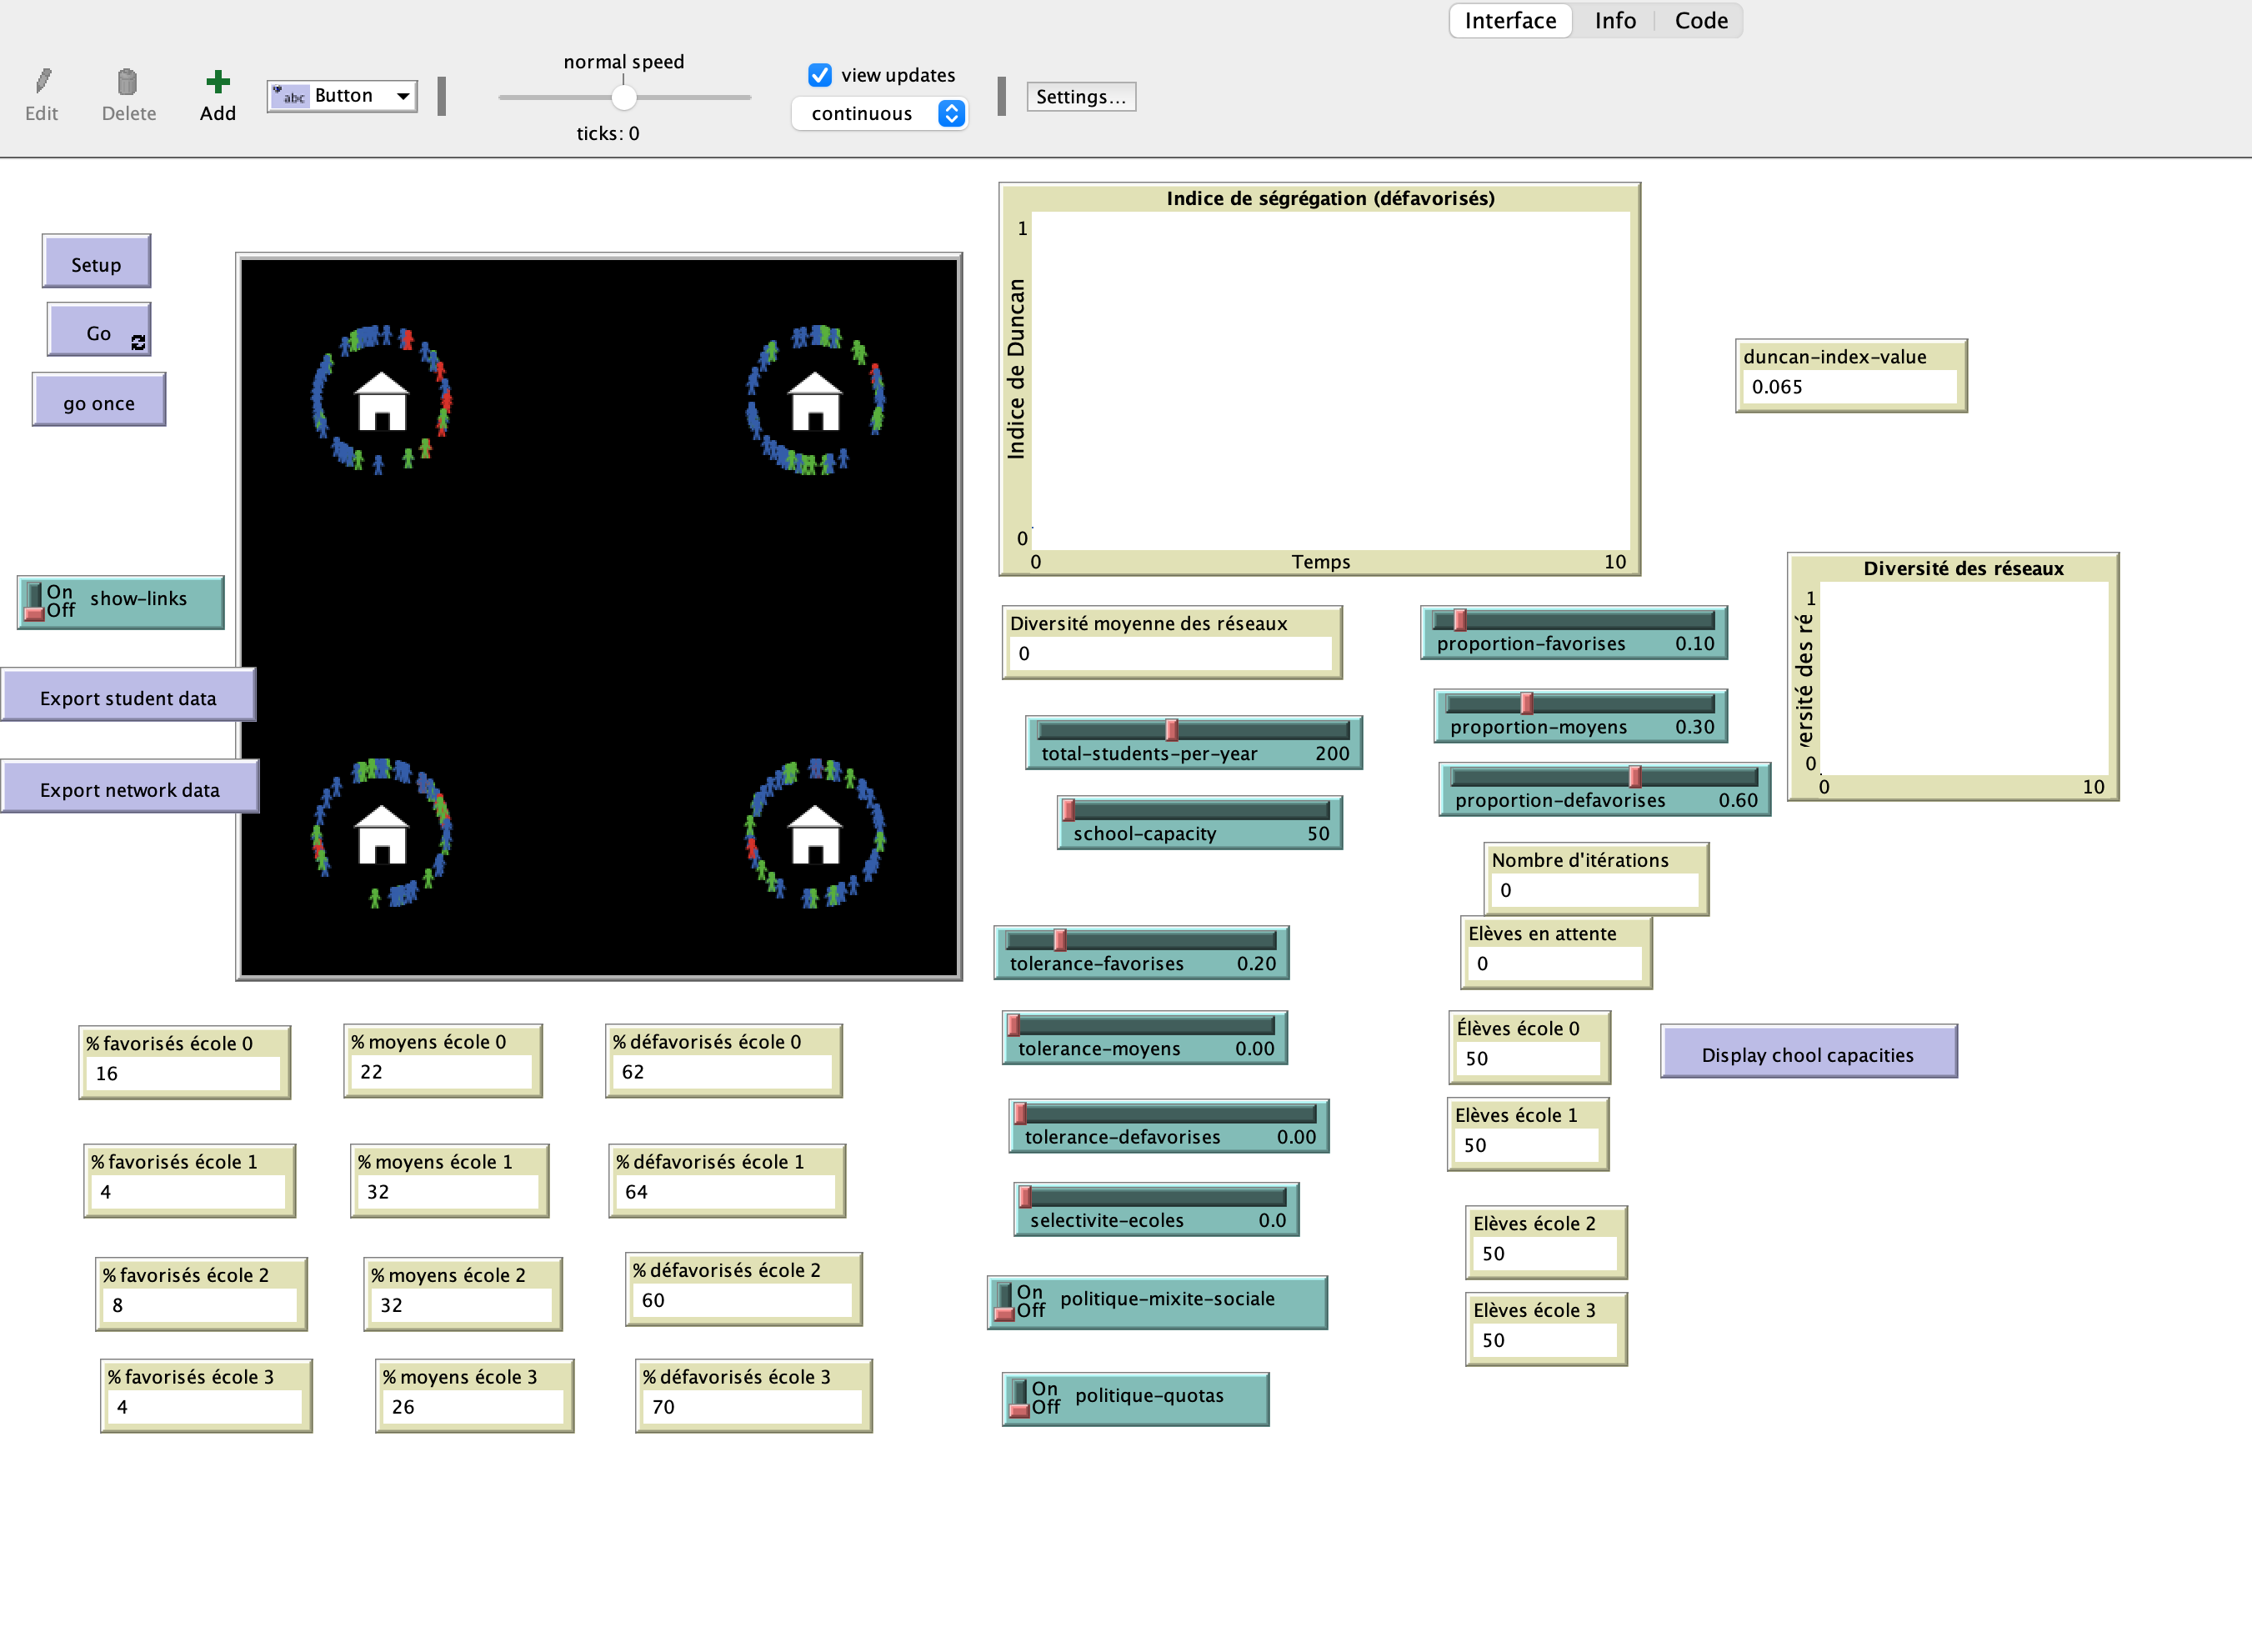 Interface Info Code
Edit Delete Add
abc Button
normal speed
ticks: 0
view updates
continuous
Settings...
Setup
Go
go once
On
Off
show-links
Export student data
Export network data
Indice de ségrégation (défavorisés)
Indice de Duncan
1
0
0
Temps
10
duncan-index-value
0.065
Diversité des réseaux
versité des ré
1
0
0
10
Diversité moyenne des réseaux
0
proportion-favorises 0.10
proportion-moyens 0.30
total-students-per-year 200
proportion-defavorises 0.60
school-capacity 50
Nombre d'itérations
0
Elèves en attente
0
tolerance-favorises 0.20
tolerance-moyens 0.00
tolerance-defavorises 0.00
selectivite-ecoles 0.0
On
Off
politique-mixite-sociale
On
Off
politique-quotas
Élèves école 0
50
Display chool capacities
Elèves école 1
50
Elèves école 2
50
Elèves école 3
50
% favorisés école 0
16
% moyens école 0
22
% défavorisés école 0
62
% favorisés école 1
4
% moyens école 1
32
% défavorisés école 1
64
% favorisés école 2
8
% moyens école 2
32
% défavorisés école 2
60
% favorisés école 3
4
% moyens école 3
26
% défavorisés école 3
70